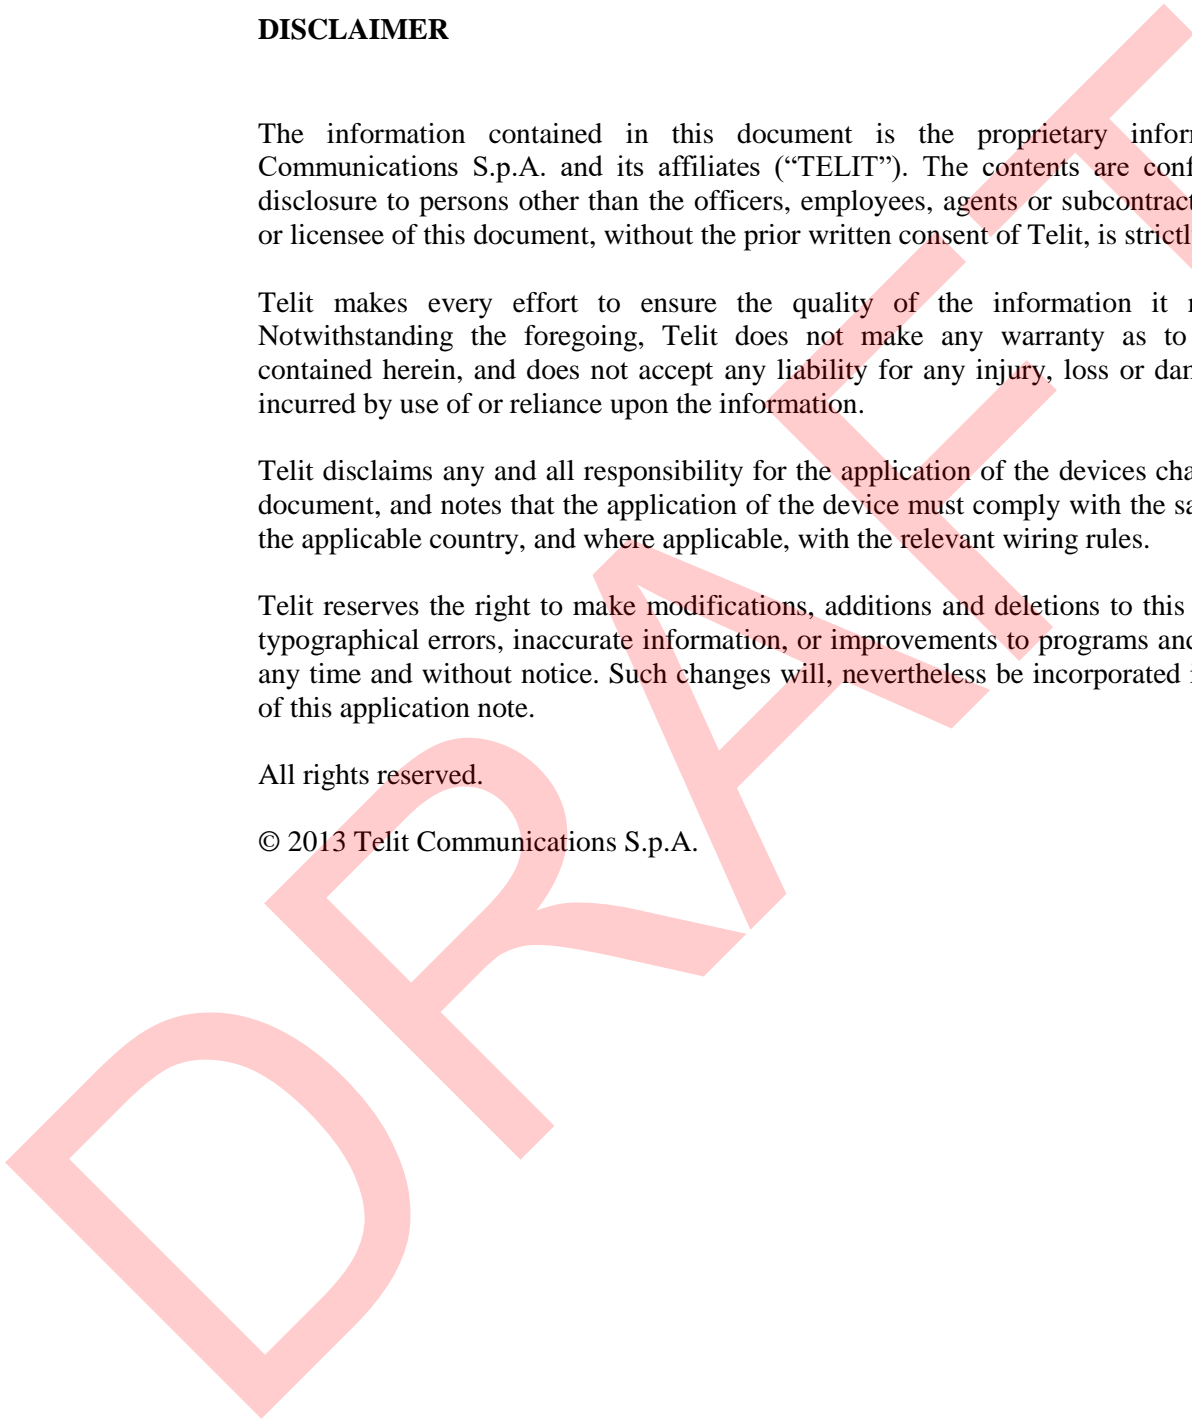 DISCLAIMER
The information contained in this document is the proprietary infor
Communications S.p.A. and its affiliates (“TELIT”). The contents are conf
disclosure to persons other than the officers, employees, agents or subcontract
or licensee of this document, without the prior written consent of Telit, is strictl
Telit makes every effort to ensure the quality of the information it
Notwithstanding the foregoing, Telit does not make any warranty as to
contained herein, and does not accept any liability for any injury, loss or dam
incurred by use of or reliance upon the information.
Telit disclaims any and all responsibility for the application of the devices cha
document, and notes that the application of the device must comply with the sa
the applicable country, and where applicable, with the relevant wiring rules.
Telit reserves the right to make modifications, additions and deletions to this
typographical errors, inaccurate information, or improvements to programs and
any time and without notice. Such changes will, nevertheless be incorporated i
of this application note.
All rights reserved.
© 2013 Telit Communications S.p.A.
DRAFT